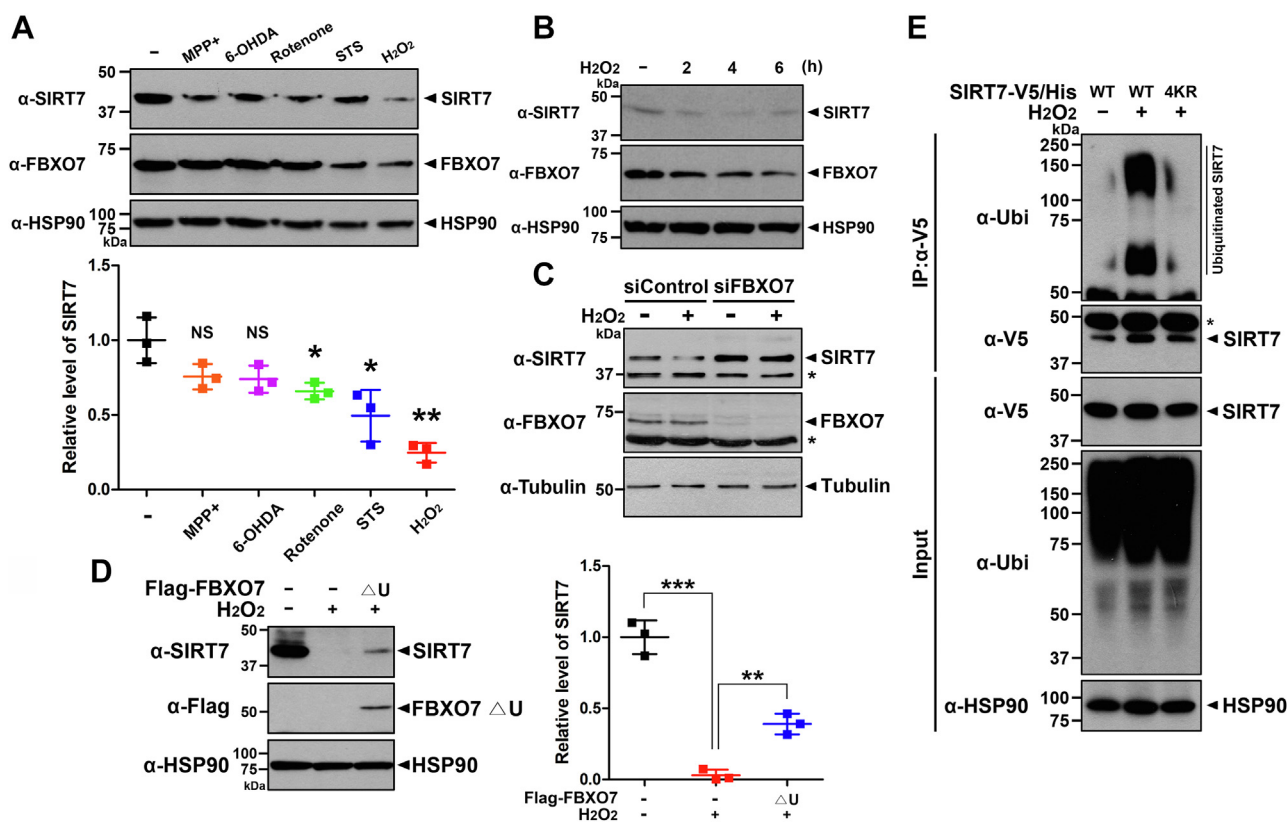 A
– MPP+ 6-OHDA Rotenone STS H2O2
50
α-SIRT7 SIRT7
37
75
α-FBXO7 FBXO7
100
α-HSP90 HSP90
75
kDa
1.5
1.0
0.5
0.0
Relative level of SIRT7
NS NS * * **
- MPP+ 6-OHDA Rotenone STS H2O2
B
H2O2 – 2 4 6 (h)
kDa
50
α-SIRT7 SIRT7
37
75
α-FBXO7 FBXO7
100
α-HSP90 HSP90
75
C
siControl siFBXO7
H2O2 - + - +
kDa
α-SIRT7 SIRT7
37 *
75
α-FBXO7 FBXO7
*
α-Tubulin 50 Tubulin
D
Flag-FBXO7 – – △U
H2O2 – + +
50
α-SIRT7 SIRT7
37
α-Flag 50 FBXO7 △U
100
α-HSP90 75 HSP90
kDa
1.5
1.0
0.5
0.0
Relative level of SIRT7
***
**
Flag-FBXO7 - - △U
H2O2 - + +
E
SIRT7-V5/His WT WT 4KR
H2O2 – + +
kDa
IP:α-V5
250
150
α-Ubi 100
75
50
Ubiquitinated SIRT7
50 *
α-V5 SIRT7
37
Input
50
α-V5 SIRT7
37
250
150
100
75
α-Ubi
50
37
100
α-HSP90 HSP90
75